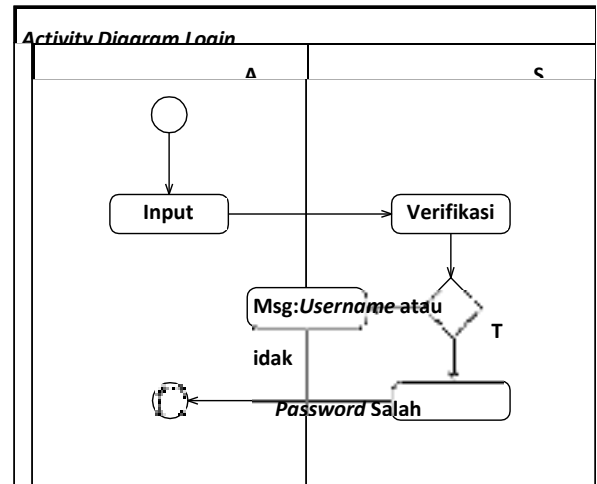 Activity Diagram Login
A
S
Input
Verifikasi
Msg:Username atau
T
idak
Password Salah